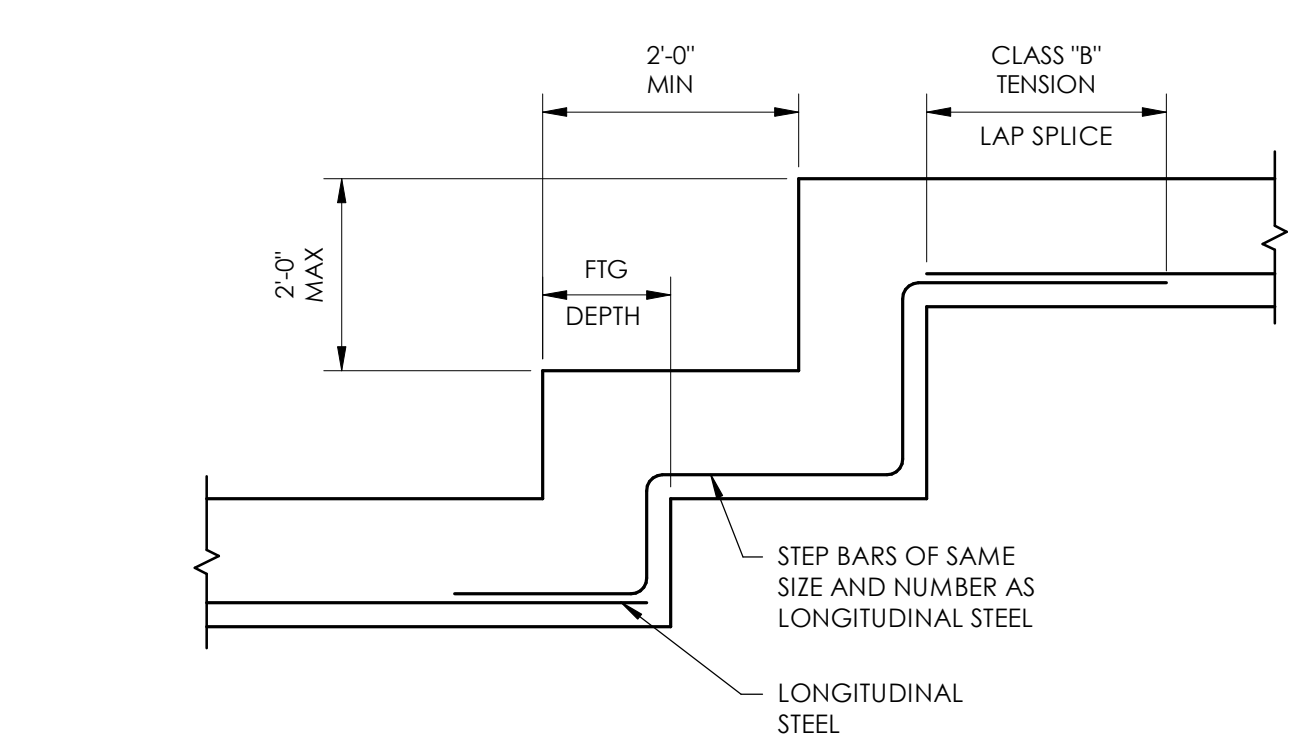 2'-0"
MIN
CLASS "B"
TENSION
LAP SPLICE
2'-0"
MAX
FTG
DEPTH
STEP BARS OF SAME
SIZE AND NUMBER AS
LONGITUDINAL STEEL
LONGITUDINAL
STEEL